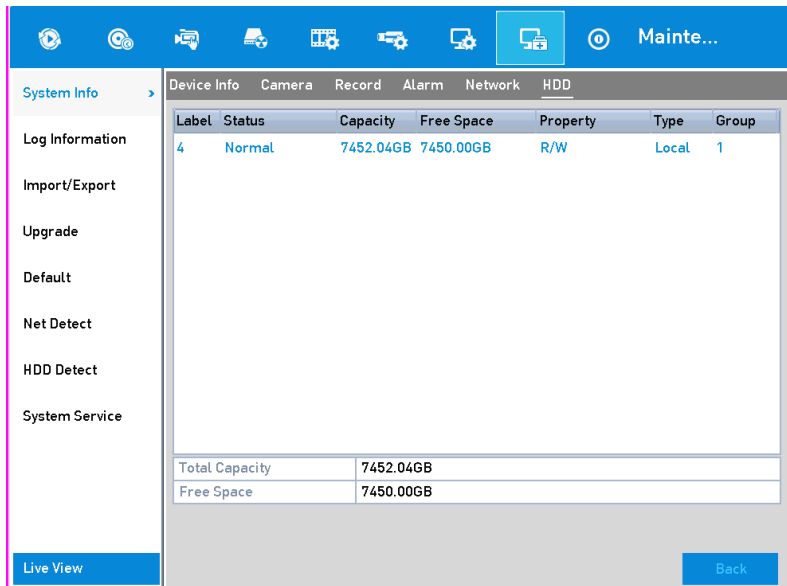 Mainte...
System Info
Log Information
Import/Export
Upgrade
Default
Net Detect
HDD Detect
System Service
Live View
Device Info Camera Record Alarm Network HDD
Label Status Capacity Free Space Property Type Group
4 Normal 7452.04GB 7450.00GB R/W Local 1
Total Capacity 7452.04GB
Free Space 7450.00GB
Back